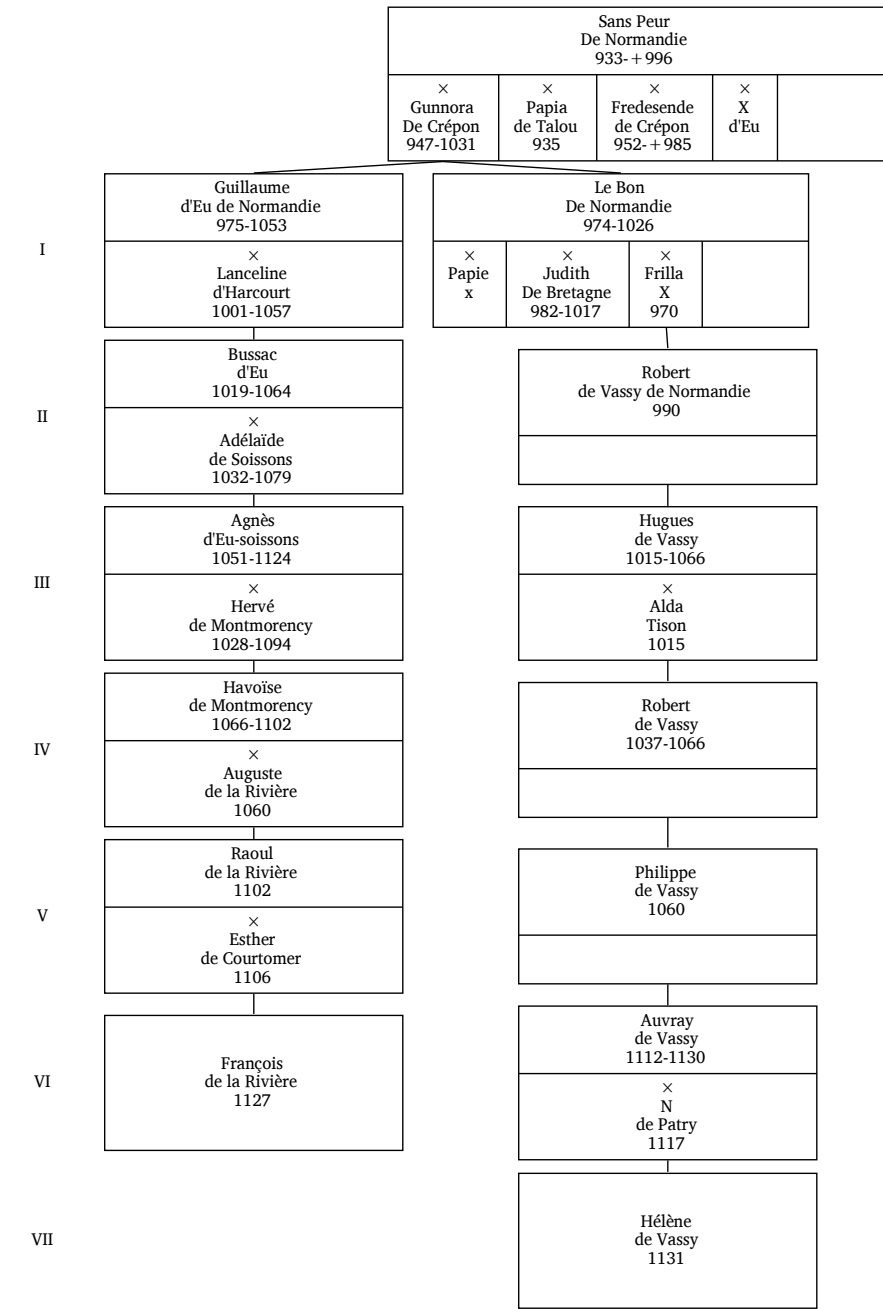 Sans Peur
De Normandie
933-+996
×
Gunnora
De Crépon
947-1031
×
Papia
de Talou
935
×
Fredesende
de Crépon
952-+985
×
X
d'Eu
I
Guillaume
d'Eu de Normandie
975-1053
×
Lanceline
d'Harcourt
1001-1057
Le Bon
De Normandie
974-1026
×
Papie
x
×
Judith
De Bretagne
982-1017
×
Frilla
X
970
II
Bussac
d'Eu
1019-1064
×
Adélaïde
de Soissons
1032-1079
Robert
de Vassy de Normandie
990
III
Agnès
d'Eu-soissons
1051-1124
×
Hervé
de Montmorency
1028-1094
Hugues
de Vassy
1015-1066
×
Alda
Tison
1015
IV
Havoïse
de Montmorency
1066-1102
×
Auguste
de la Rivière
1060
Robert
de Vassy
1037-1066
V
Raoul
de la Rivière
1102
×
Esther
de Courtomer
1106
Philippe
de Vassy
1060
VI
François
de la Rivière
1127
Auvray
de Vassy
1112-1130
×
N
de Patry
1117
VII
Hélène
de Vassy
1131